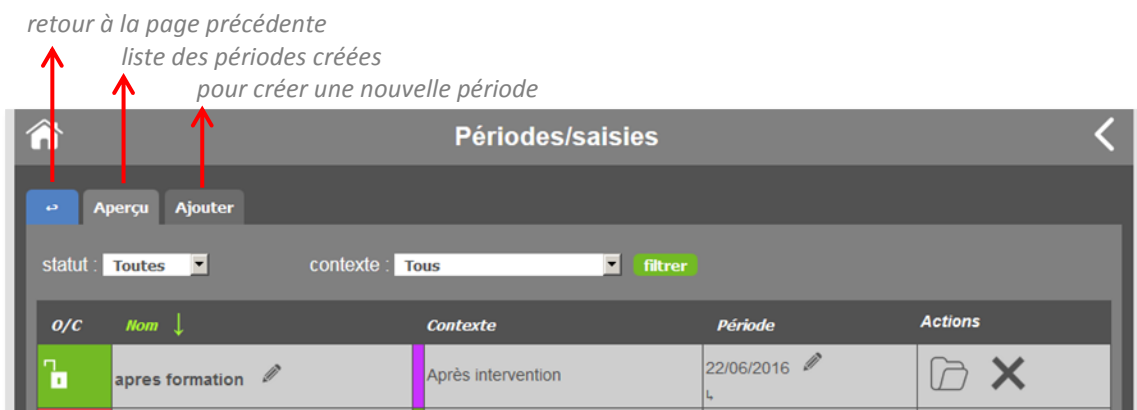 retour à la page précédente
liste des périodes créées
pour créer une nouvelle période
Périodes/saisies
Aperçu Ajouter
statut : Toutes contexte : Tous filtrer
O/C Nom ↓ Contexte Période Actions
apres formation Après intervention 22/06/2016